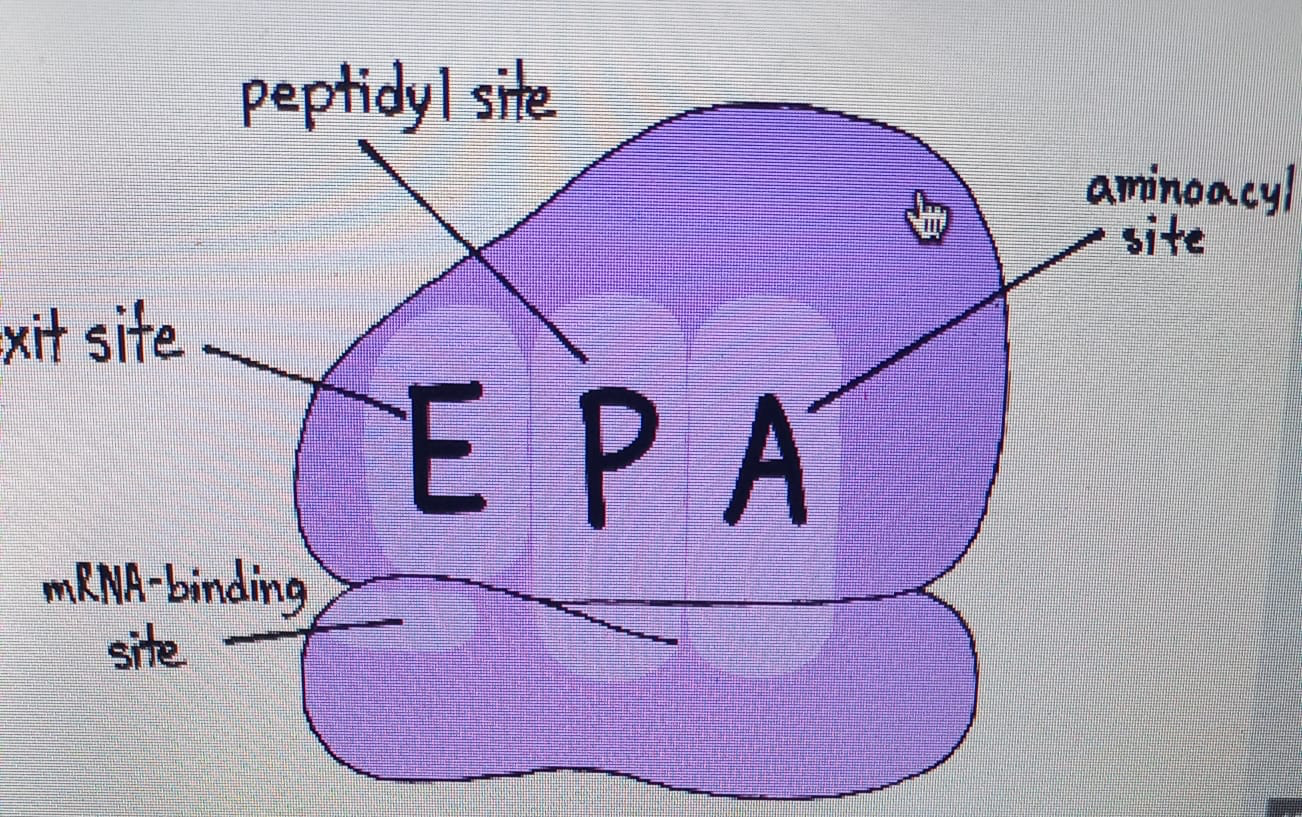 peptidyl site
aminoacyl
site
xit site
E P A
mRNA-binding
site